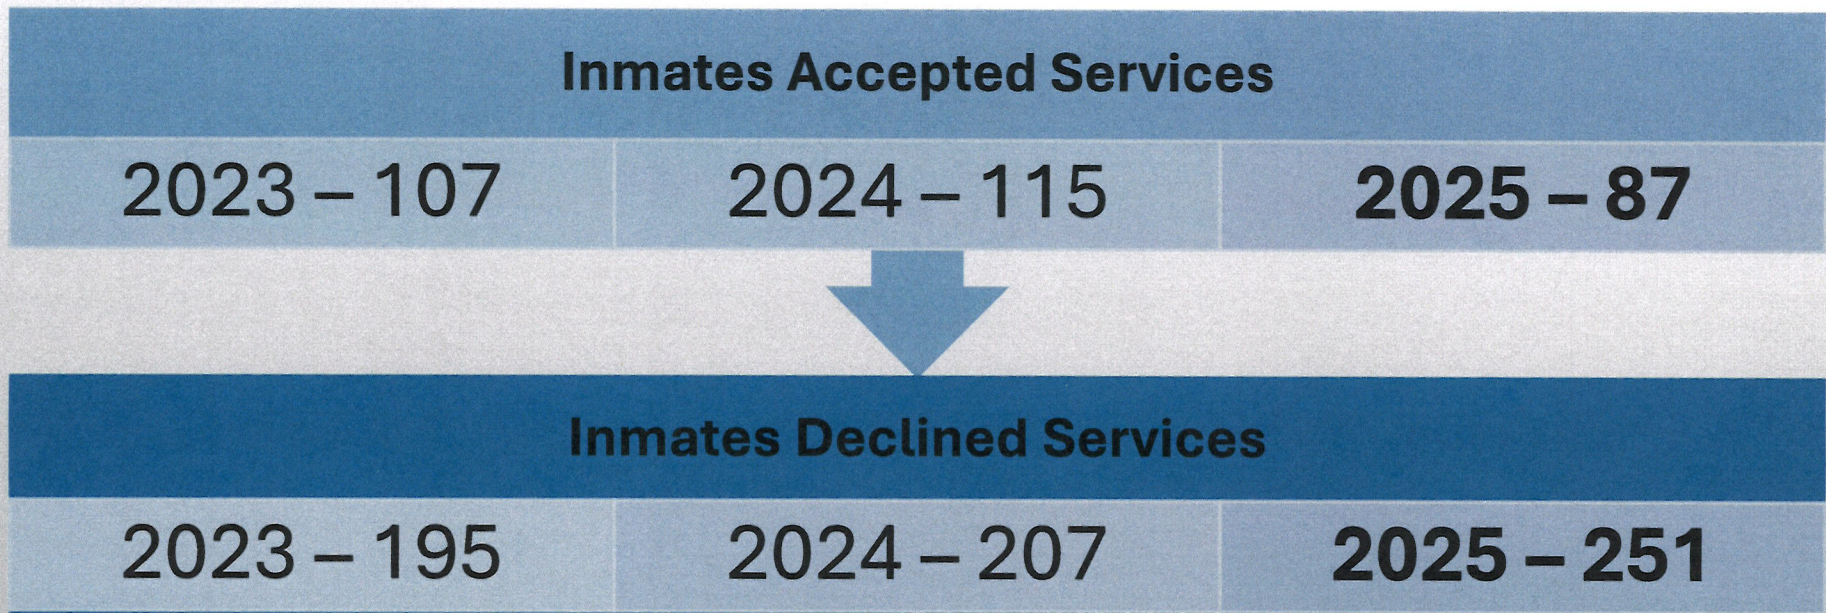 Inmates Accepted Services
2023 – 107 2024 – 115 2025 – 87
Inmates Declined Services
2023 – 195 2024 – 207 2025 – 251